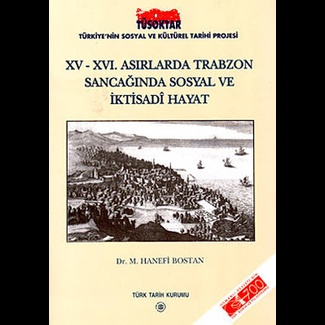 TÜSOKTAR
TÜRKİYE'NİN SOSYAL VE KÜLTÜREL TARİHİ PROJESİ
XV - XVI. ASIRLARDA TRABZON
SANCAĞINDA SOSYAL VE
İKTİSADÎ HAYAT
Dr. M. HANEFİ BOSTAN
TÜRK TARİH KURUMU
700